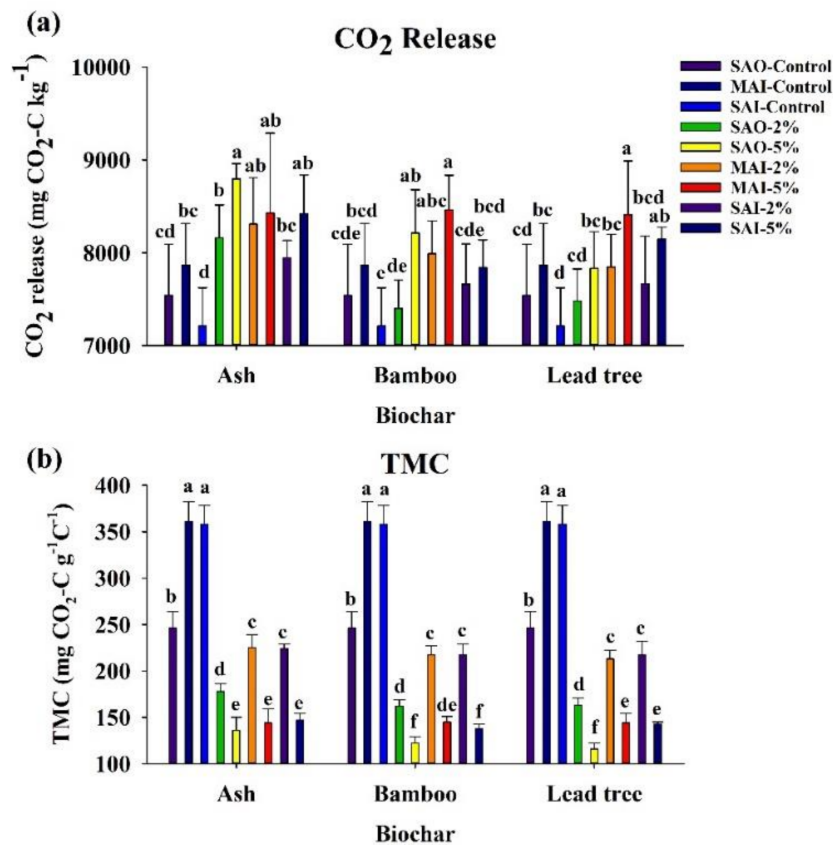 (a)
CO2 Release
10000
9000
8000
7000
CO2 release (mg CO2-C kg-1)
cd bc d b a ab ab bc ab
cde bcd c de ab abc a cde bcd
cd bc d cd bc bc a bc ab
SAO-Control
MAI-Control
SAI-Control
SAO-2%
SAO-5%
MAI-2%
MAI-5%
SAI-2%
SAI-5%
Ash Bamboo Lead tree
Biochar
(b)
TMC
400
350
300
250
200
150
100
TMC (mg CO2-C g-1C-1)
b a a d e c e c e
b a a d f c de c f
b a a d f c e c e
Ash Bamboo Lead tree
Biochar